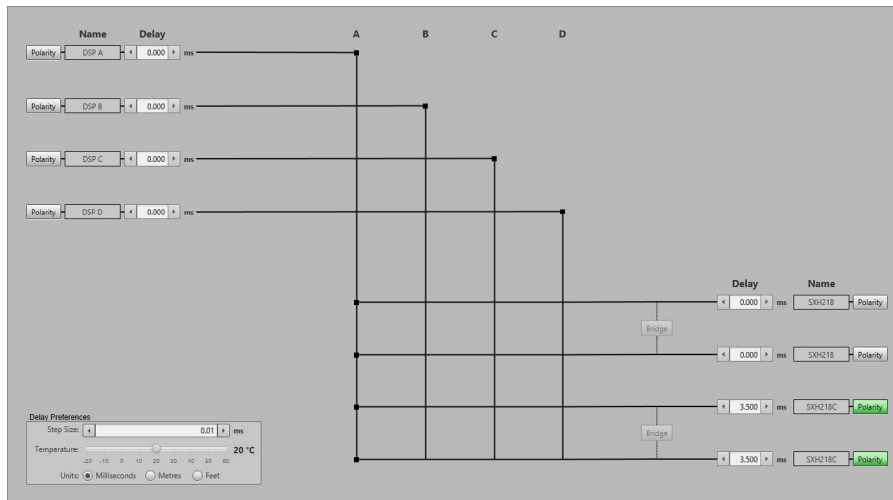 Name Delay A B C D
Polarity DSP A 0.000 ms
Polarity DSP B 0.000 ms
Polarity DSP C 0.000 ms
Polarity DSP D 0.000 ms
Delay Name
0.000 ms SXH218 Polarity
Bridge
0.000 ms SXH218 Polarity
3.500 ms SXH218C Polarity
Bridge
3.500 ms SXH218C Polarity
Delay Preferences
Step Size: 0.01 ms
Temperature: 20 °C
-20 -10 0 10 20 30 40 50 60
Units: Milliseconds Metres Feet